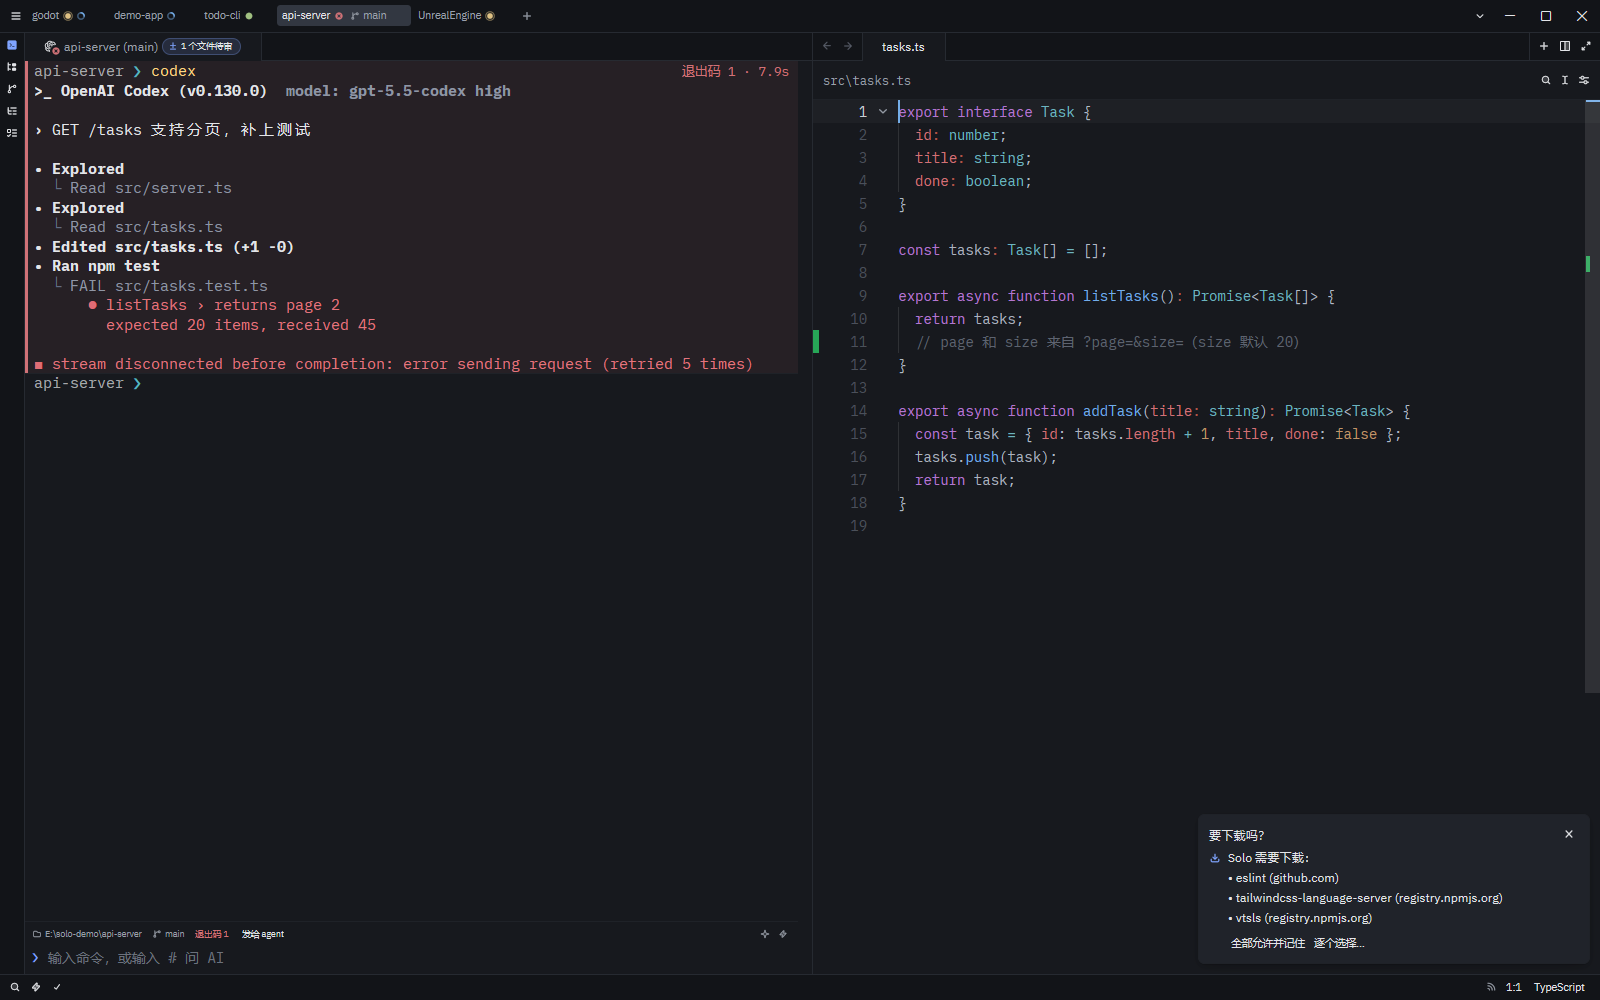 godot demo-app todo-cli api-server main UnrealEngine
api-server (main) 1 个文件待审
tasks.ts
api-server ❯ codex 退出码 1 · 7.9s
>_ OpenAI Codex (v0.130.0) model: gpt-5.5-codex high
› GET /tasks 支持分页，补上测试
• Explored
└ Read src/server.ts
• Explored
└ Read src/tasks.ts
• Edited src/tasks.ts (+1 -0)
• Ran npm test
└ FAIL src/tasks.test.ts
● listTasks › returns page 2
expected 20 items, received 45
■ stream disconnected before completion: error sending request (retried 5 times)
api-server ❯
E:\solo-demo\api-server main 退出码 1 发给 agent
❯ 输入命令，或输入 # 问 AI
src\tasks.ts
1 export interface Task {
2 id: number;
3 title: string;
4 done: boolean;
5 }
6
7 const tasks: Task[] = [];
8
9 export async function listTasks(): Promise<Task[]> {
10 return tasks;
11 // page 和 size 来自 ?page=&size= (size 默认 20)
12 }
13
14 export async function addTask(title: string): Promise<Task> {
15 const task = { id: tasks.length + 1, title, done: false };
16 tasks.push(task);
17 return task;
18 }
19
要下载吗?
Solo 需要下载:
• eslint (github.com)
• tailwindcss-language-server (registry.npmjs.org)
• vtsls (registry.npmjs.org)
全部允许并记住 逐个选择...
1:1 TypeScript